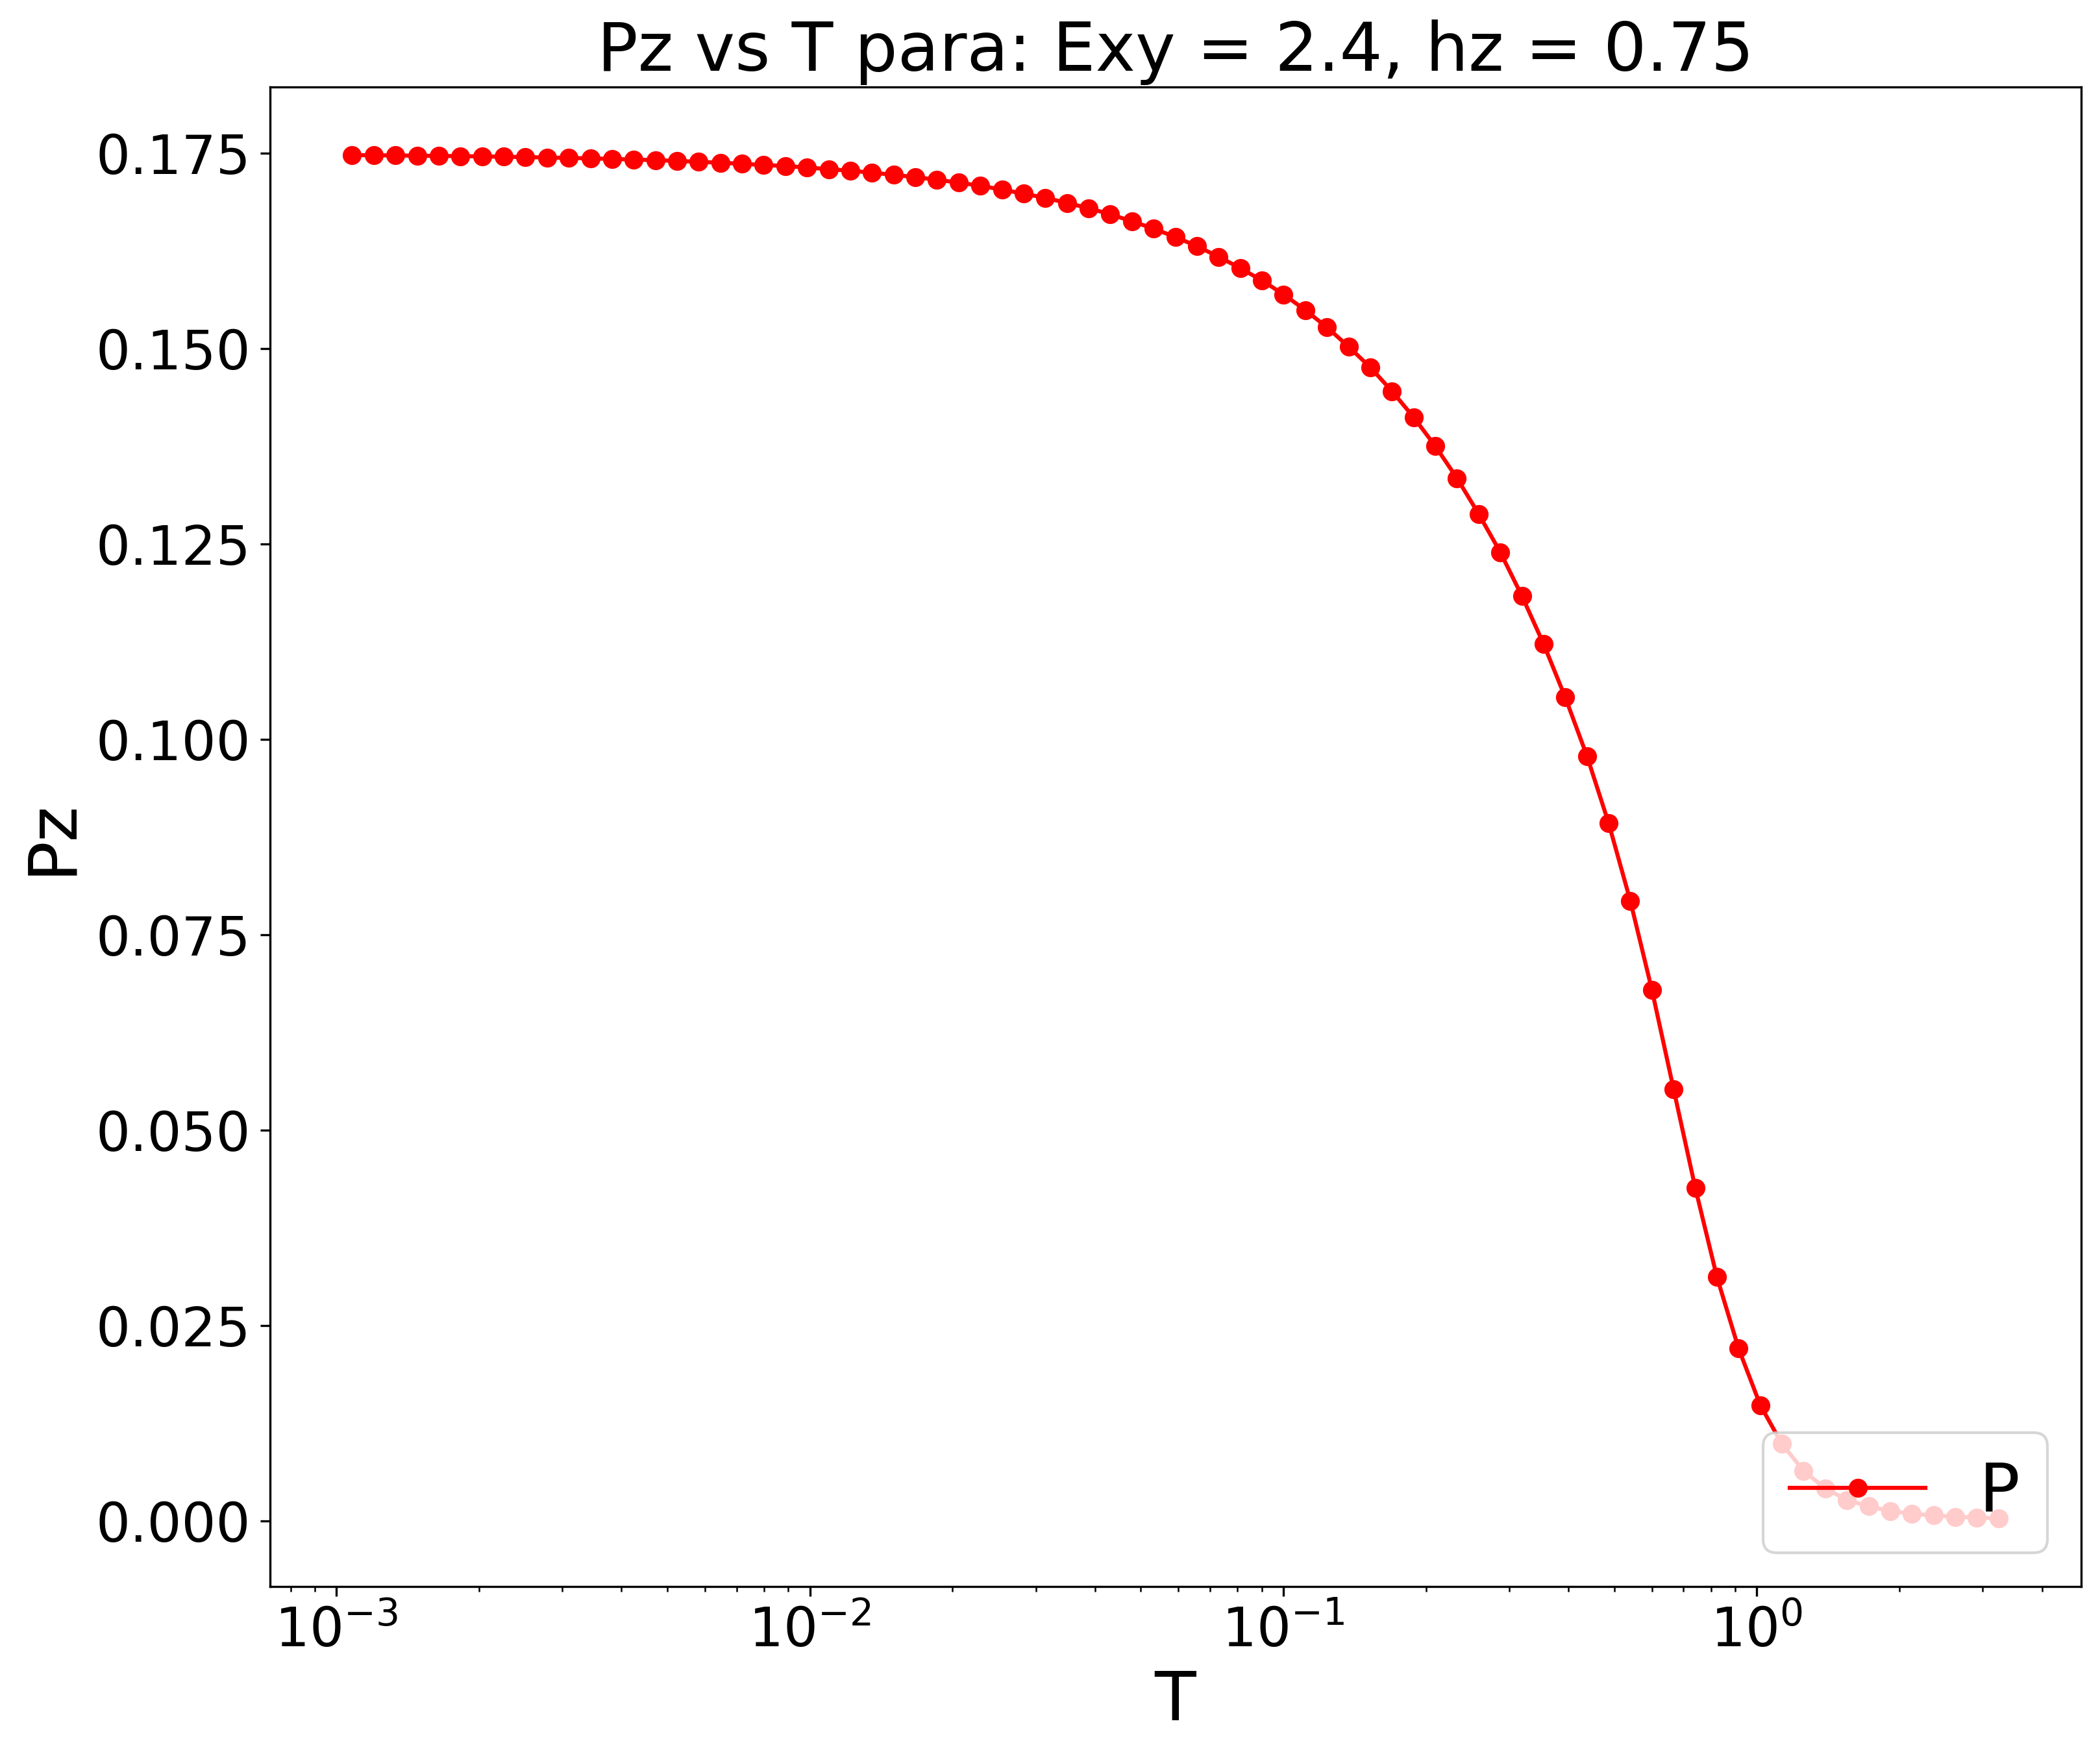 Pz vs T para: Exy = 2.4, hz = 0.75
0.175
0.150
0.125
0.100
0.075
0.050
0.025
0.000
Pz
P
10⁻³ 10⁻² 10⁻¹ 10⁰
T